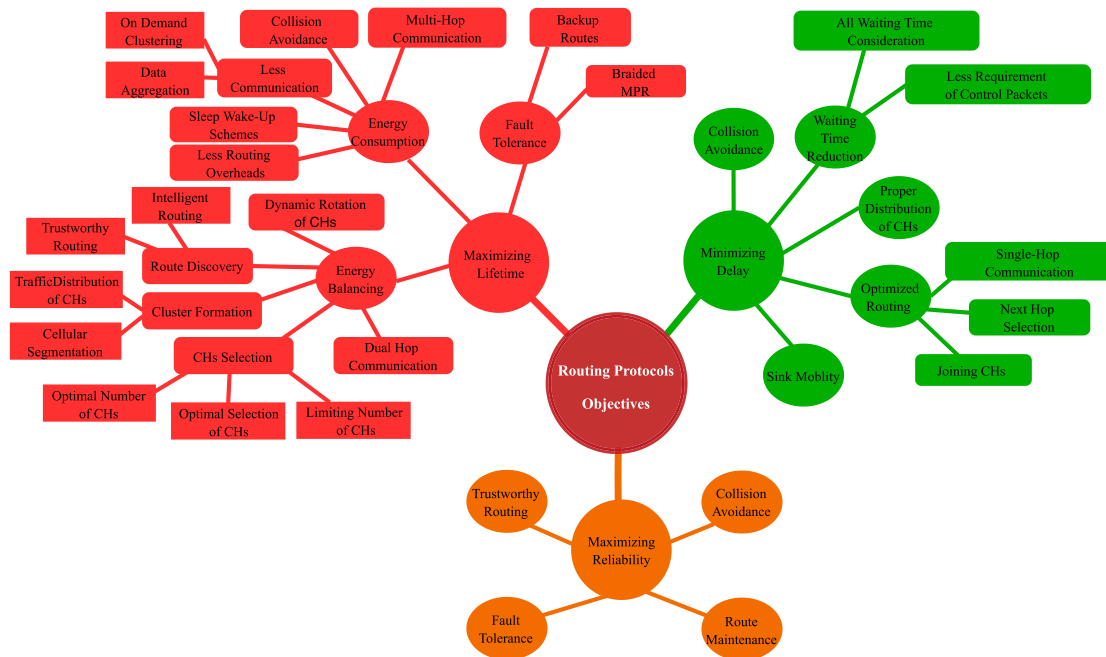 On Demand
Clustering
Collision
Avoidance
Multi-Hop
Communication
Backup
Routes
All Waiting Time
Consideration
Data
Aggregation
Less
Communication
Braided
MPR
Less Requirement
of Control Packets
Sleep Wake-Up
Schemes
Energy
Consumption
Fault
Tolerance
Collision
Avoidance
Waiting
Time
Reduction
Less Routing
Overheads
Intelligent
Routing
Dynamic Rotation
of CHs
Proper
Distribution
of CHs
Trustworthy
Routing
Route Discovery
Energy
Balancing
Maximizing
Lifetime
Minimizing
Delay
Single-Hop
Communication
TrafficDistribution
of CHs
Cluster Formation
Optimized
Routing
Next Hop
Selection
Cellular
Segmentation
CHs Selection
Dual Hop
Communication
Sink Moblity
Joining CHs
Routing Protocols
Objectives
Optimal Number
of CHs
Optimal Selection
of CHs
Limiting Number
of CHs
Trustworthy
Routing
Collision
Avoidance
Maximizing
Reliability
Fault
Tolerance
Route
Maintenance